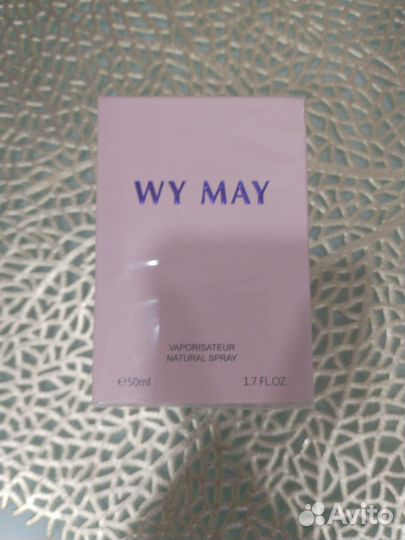 WY MAY
VAPORISATEUR
NATURAL SPRAY
℮50ml 1.7 FL.OZ.
Avito